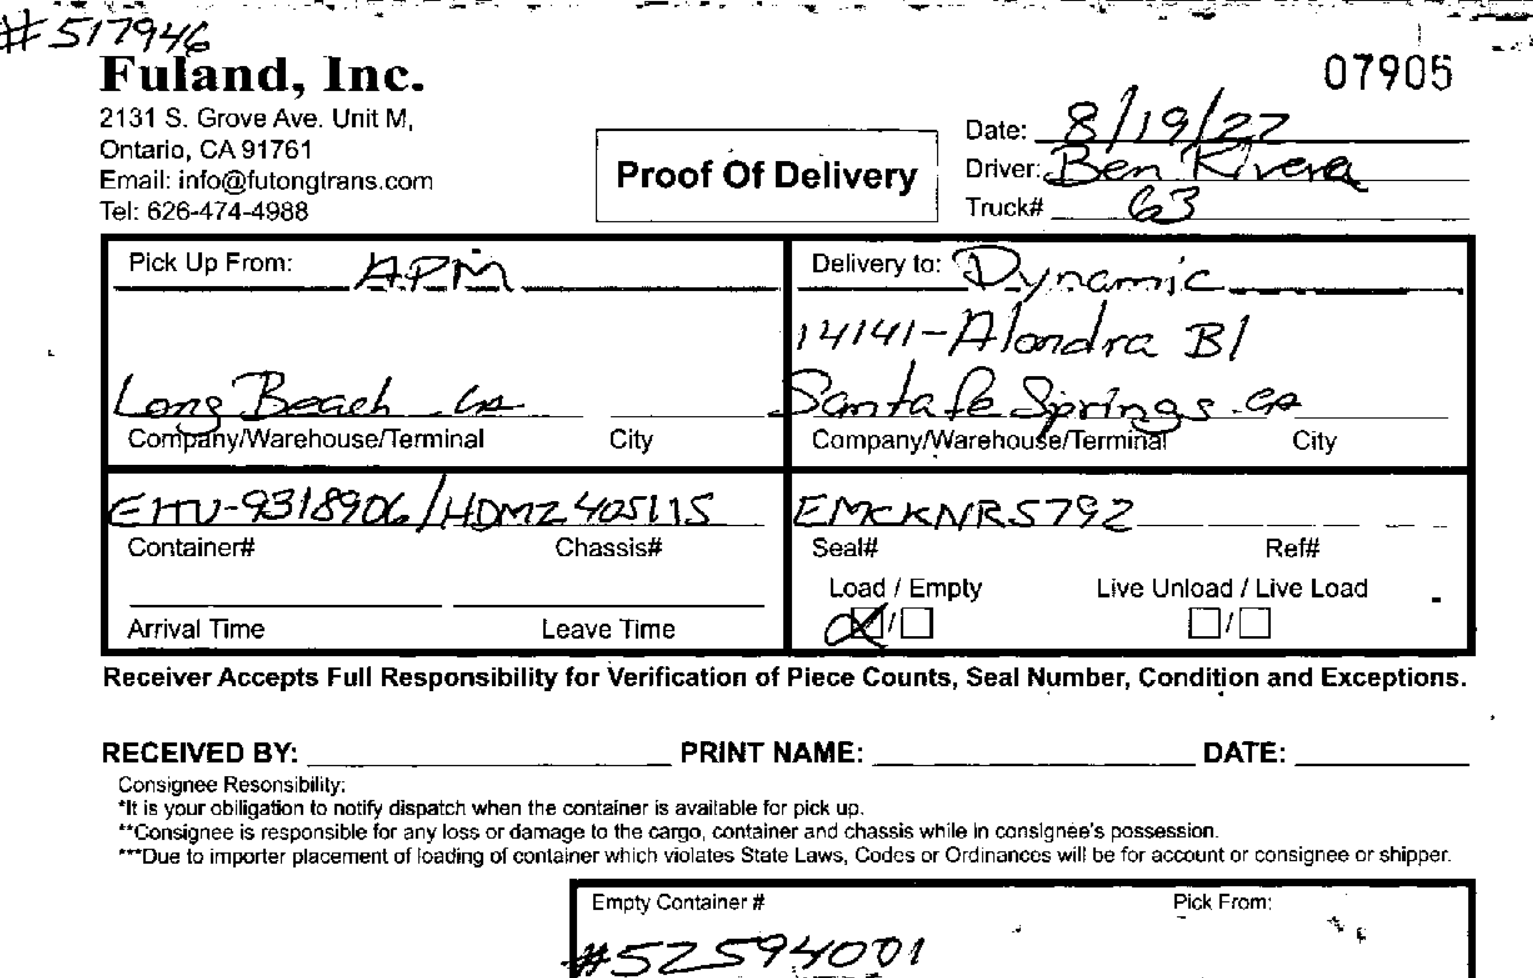 #517946
Fuland, Inc.
07905
2131 S. Grove Ave. Unit M,
Ontario, CA 91761
Email: info@futongtrans.com
Tel: 626-474-4988
Proof Of Delivery
Date: 8/19/22
Driver: Ben Rivera
Truck# 63
Pick Up From: APM
Long Beach, Ca
Company/Warehouse/Terminal City
Delivery to: Dynamic
14141-Alondra Bl
Santa fe Springs. Ca
Company/Warehouse/Terminal City
EITU-9318906/HDMZ405115
Container# Chassis#
Arrival Time Leave Time
EMCKNR5792
Seal# Ref#
Load / Empty Live Unload / Live Load
Receiver Accepts Full Responsibility for Verification of Piece Counts, Seal Number, Condition and Exceptions.
RECEIVED BY: PRINT NAME: DATE:
Consignee Resonsibility:
*It is your obiligation to notify dispatch when the container is available for pick up.
**Consignee is responsible for any loss or damage to the cargo, container and chassis while in consignee's possession.
***Due to importer placement of loading of container which violates State Laws, Codes or Ordinances will be for account or consignee or shipper.
Empty Container # Pick From:
#52594001